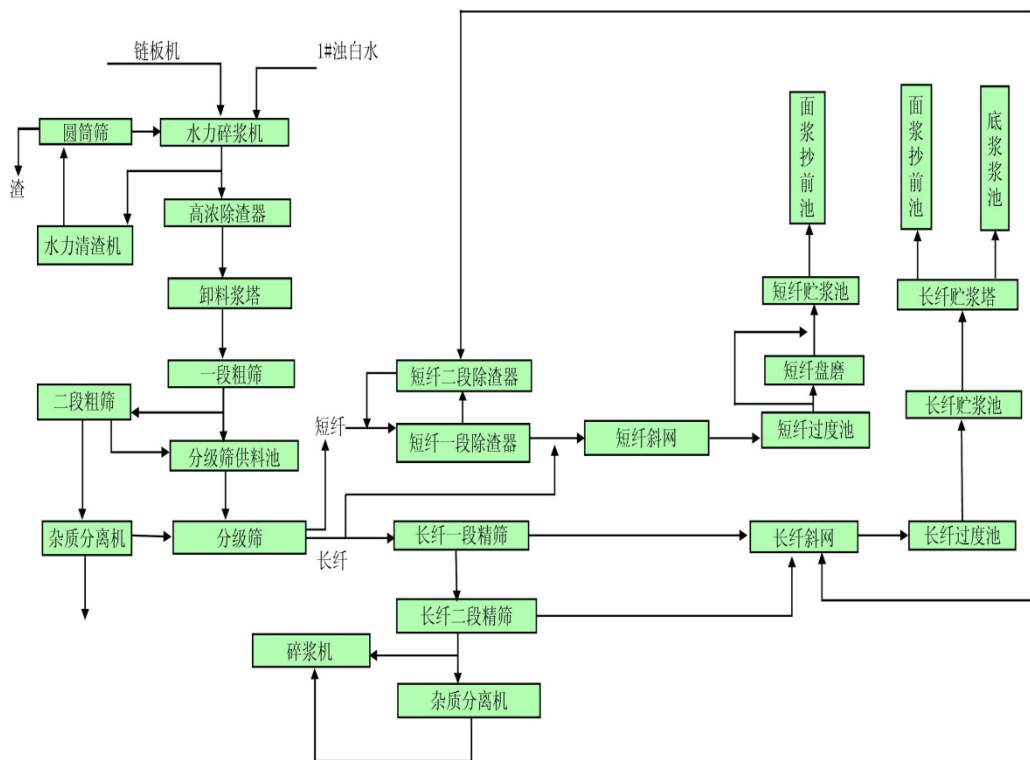 链板机
1#浊白水
圆筒筛
水力碎浆机
渣
水力清渣机
高浓除渣器
卸料浆塔
一段粗筛
二段粗筛
分级筛供料池
杂质分离机
分级筛
短纤
长纤
短纤二段除渣器
短纤一段除渣器
短纤斜网
短纤过度池
短纤盘磨
短纤贮浆池
面浆抄前池
面浆抄前池
底浆浆池
长纤贮浆塔
长纤贮浆池
长纤一段精筛
长纤斜网
长纤过度池
长纤二段精筛
碎浆机
杂质分离机